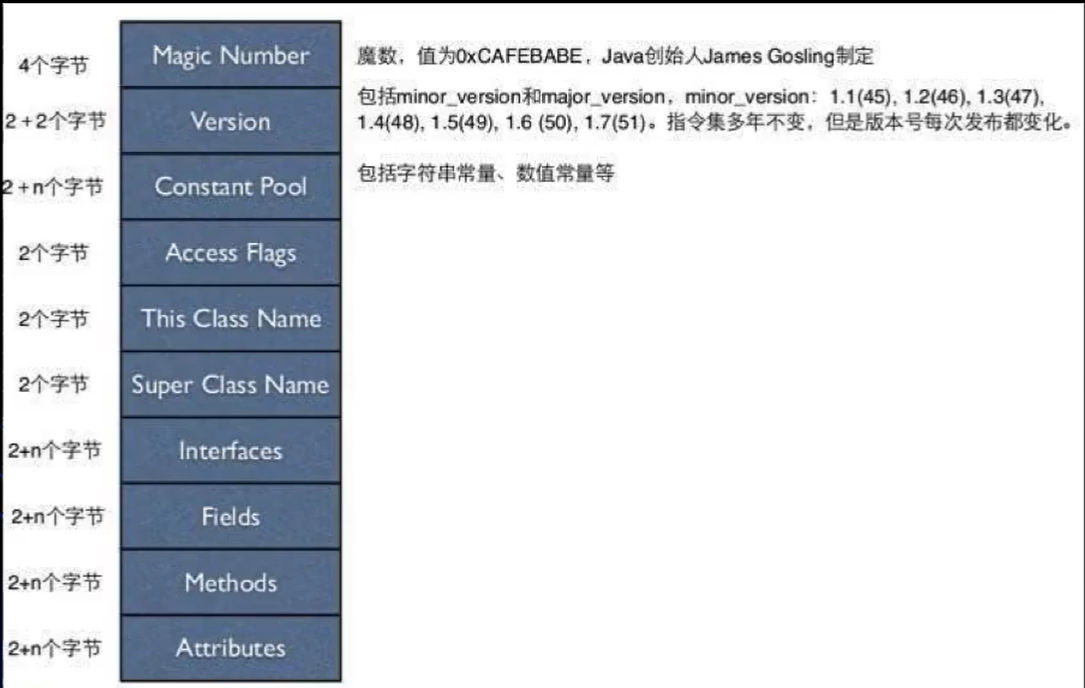 4个字节
Magic Number
魔数，值为0xCAFEBABE，Java创始人James Gosling制定
2+2个字节
Version
包括minor_version和major_version，minor_version：1.1(45), 1.2(46), 1.3(47),
1.4(48), 1.5(49), 1.6 (50), 1.7(51)。指令集多年不变，但是版本号每次发布都变化。
2+n个字节
Constant Pool
包括字符串常量、数值常量等
2个字节
Access Flags
2个字节
This Class Name
2个字节
Super Class Name
2+n个字节
Interfaces
2+n个字节
Fields
2+n个字节
Methods
2+n个字节
Attributes